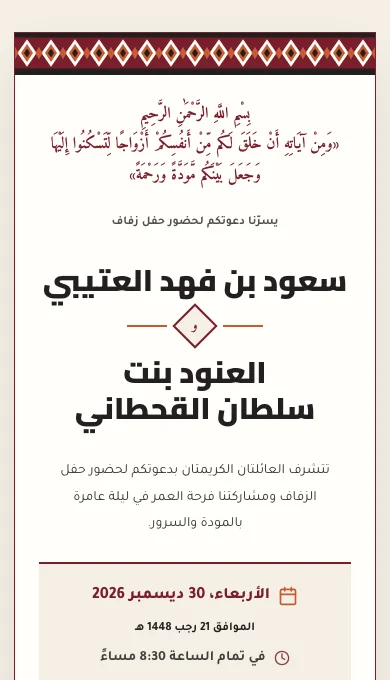 بِسْمِ اللَّهِ الرَّحْمَٰنِ الرَّحِيمِ
«وَمِنْ آيَاتِهِ أَنْ خَلَقَ لَكُم مِّنْ أَنفُسِكُمْ أَزْوَاجًا لِّتَسْكُنُوا إِلَيْهَا
وَجَعَلَ بَيْنَكُم مَّوَدَّةً وَرَحْمَةً»
يسرّنا دعوتكم لحضور حفل زفاف
سعود بن فهد العتيبي
و
العنود بنت
سلطان القحطاني
تتشرف العائلتان الكريمتان بدعوتكم لحضور حفل
الزفاف ومشاركتنا فرحة العمر في ليلة عامرة
بالمودة والسرور.
الأربعاء، 30 ديسمبر 2026
الموافق 21 رجب 1448 هـ
في تمام الساعة 8:30 مساءً